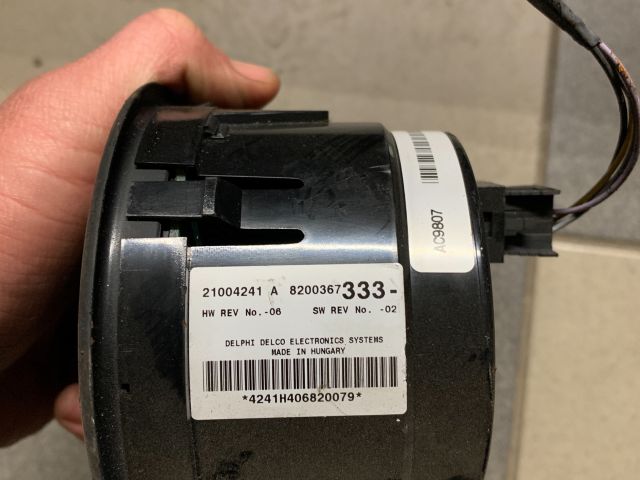 21004241 A 8200367333-
HW REV No.-06 SW REV No. -02
DELPHI DELCO ELECTRONICS SYSTEMS
MADE IN HUNGARY
*4241H406820079*
AC9807